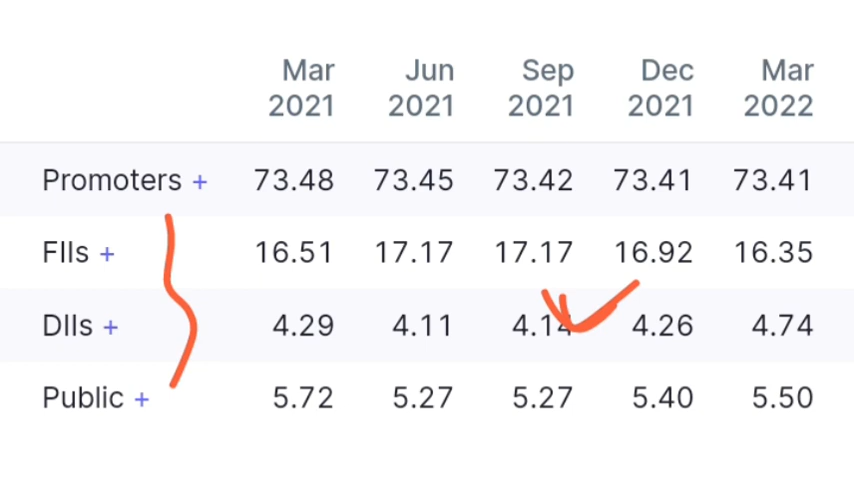 Mar Jun Sep Dec Mar
2021 2021 2021 2021 2022
Promoters + 73.48 73.45 73.42 73.41 73.41
FIIs + 16.51 17.17 17.17 16.92 16.35
DIIs + 4.29 4.11 4.14 4.26 4.74
Public + 5.72 5.27 5.27 5.40 5.50